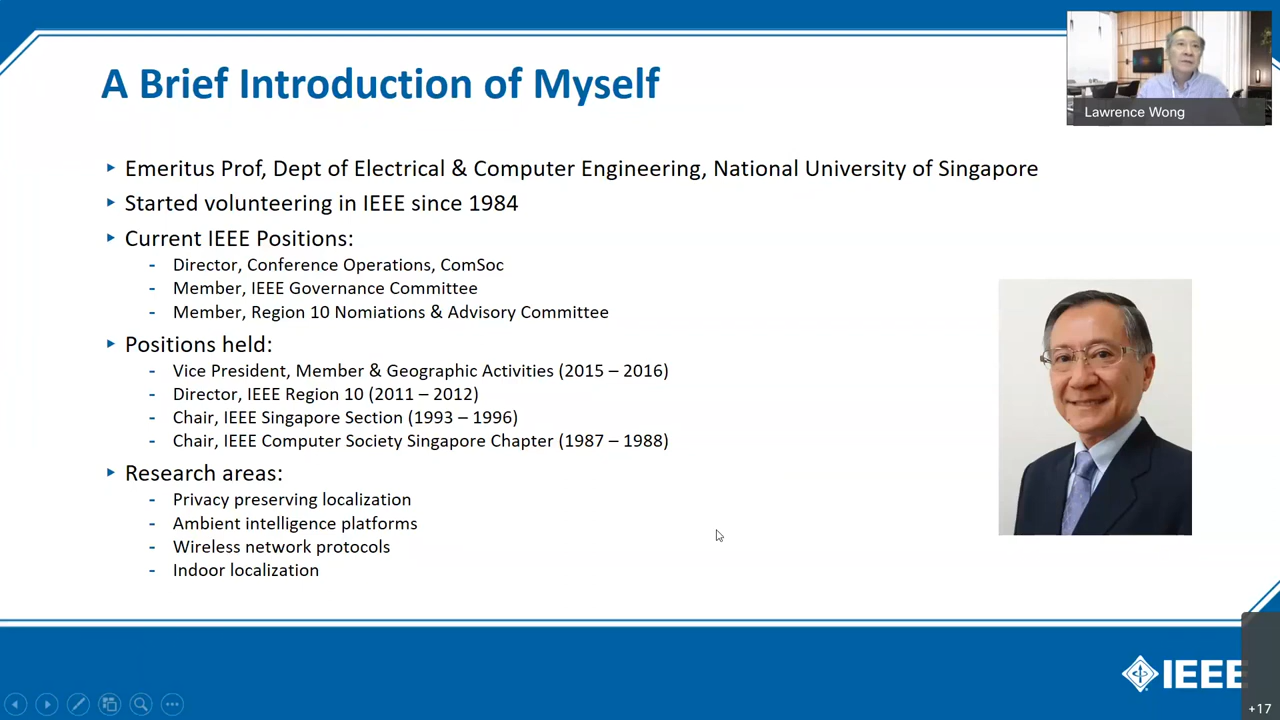 A Brief Introduction of Myself
Lawrence Wong
Emeritus Prof, Dept of Electrical & Computer Engineering, National University of Singapore
Started volunteering in IEEE since 1984
Current IEEE Positions:
- Director, Conference Operations, ComSoc
- Member, IEEE Governance Committee
- Member, Region 10 Nomiations & Advisory Committee
Positions held:
- Vice President, Member & Geographic Activities (2015 – 2016)
- Director, IEEE Region 10 (2011 – 2012)
- Chair, IEEE Singapore Section (1993 – 1996)
- Chair, IEEE Computer Society Singapore Chapter (1987 – 1988)
Research areas:
- Privacy preserving localization
- Ambient intelligence platforms
- Wireless network protocols
- Indoor localization
IEEE
+17